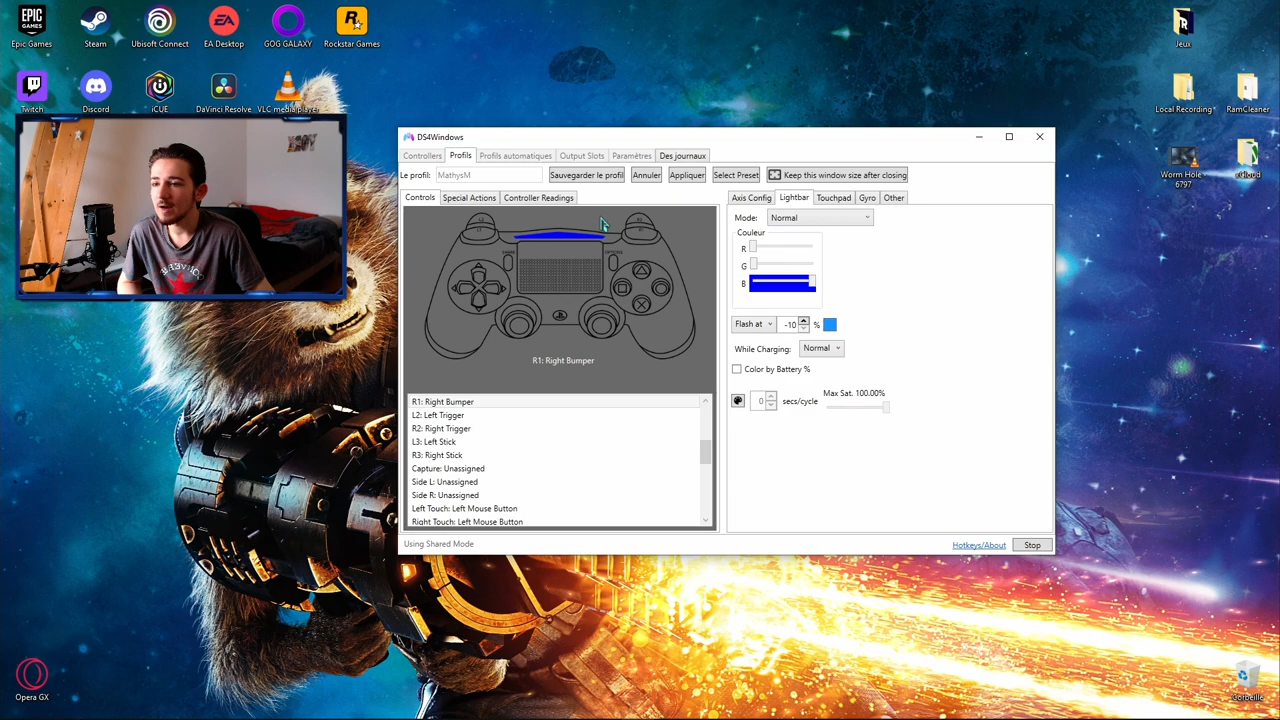 Epic Games
Steam
Ubisoft Connect
EA Desktop
GOG GALAXY
Rockstar Games
Twitch
Discord
iCUE
DaVinci Resolve
VLC media player
Jeux
Local Recording
RamCleaner
Worm Hole -
6797
DS4Windows
Controllers
Profils
Profils automatiques
Output Slots
Paramètres
Des journaux
Le profil
MathysM
Sauvegarder le profil
Annuler
Appliquer
Select Preset
Keep this window size after closing
Controls
Special Actions
Controller Readings
Axis Config
Lightbar
Touchpad
Gyro
Other
R1: Right Bumper
R1: Right Bumper
L2: Left Trigger
R2: Right Trigger
L3: Left Stick
R3: Right Stick
Capture: Unassigned
Side L: Unassigned
Side R: Unassigned
Left Touch: Left Mouse Button
Right Touch: Left Mouse Button
Mode: Normal
Couleur
R
G
B
Flash at -10 %
While Charging: Normal
Color by Battery %
0 secs/cycle
Max Sat. 100.00%
Using Shared Mode
Hotkeys/About
Stop
Opera GX
Corbeille